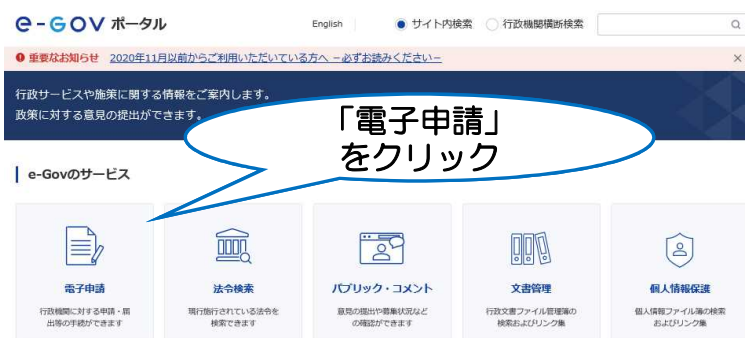 e-GOV ポータル
English
サイト内検索
行政機関横断検索
重要なお知らせ 2020年11月以前からご利用いただいている方へ －必ずお読みください－
行政サービスや施策に関する情報をご案内します。
政策に対する意見の提出ができます。
「電子申請」
をクリック
e-Govのサービス
電子申請
行政機関に対する申請・届
出等の手続ができます
法令検索
現行施行されている法令を
検索できます
パブリック・コメント
意見の提出や募集状況など
の確認ができます
文書管理
行政文書ファイル管理簿の
検索およびリンク集
個人情報保護
個人情報ファイル簿の検索
およびリンク集